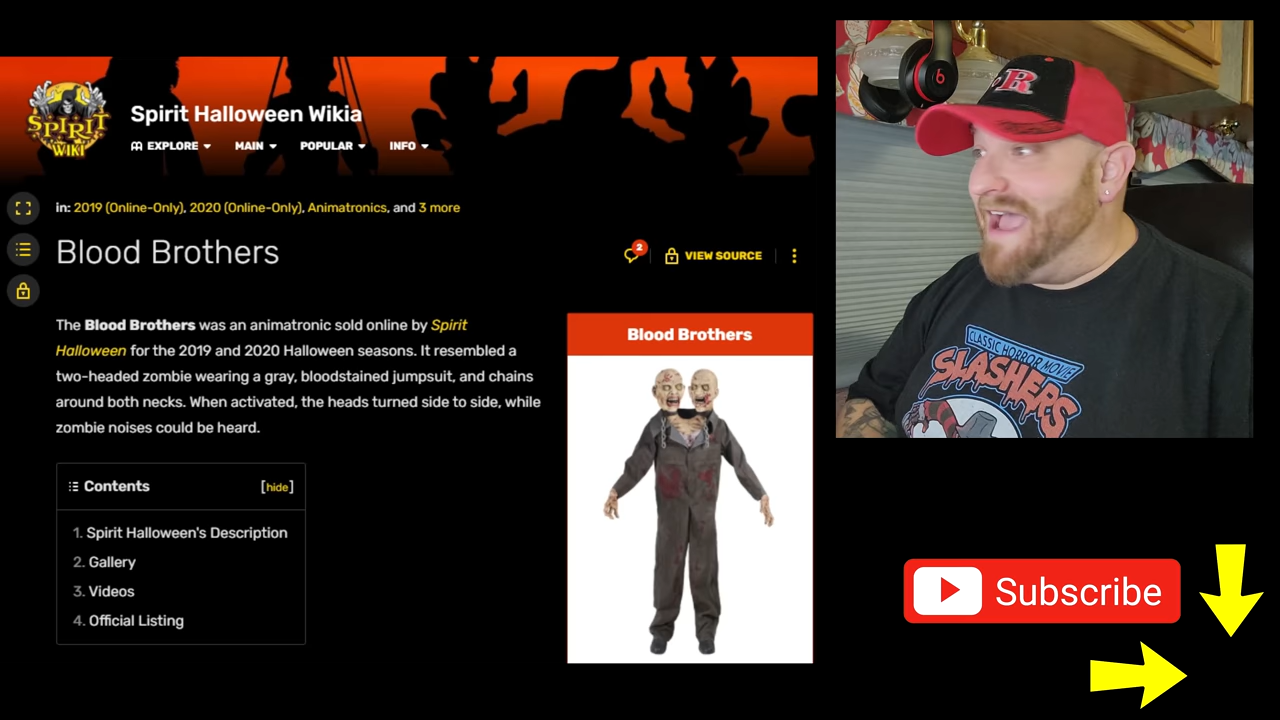 SPIRIT
WIKI
Spirit Halloween Wikia
EXPLORE MAIN POPULAR INFO
in: 2019 (Online-Only), 2020 (Online-Only), Animatronics, and 3 more
Blood Brothers
2
VIEW SOURCE
The Blood Brothers was an animatronic sold online by Spirit
Halloween for the 2019 and 2020 Halloween seasons. It resembled a
two-headed zombie wearing a gray, bloodstained jumpsuit, and chains
around both necks. When activated, the heads turned side to side, while
zombie noises could be heard.
Contents [hide]
1. Spirit Halloween's Description
2. Gallery
3. Videos
4. Official Listing
Blood Brothers
R
CLASSIC HORROR MOVIE
SLASHERS
Subscribe